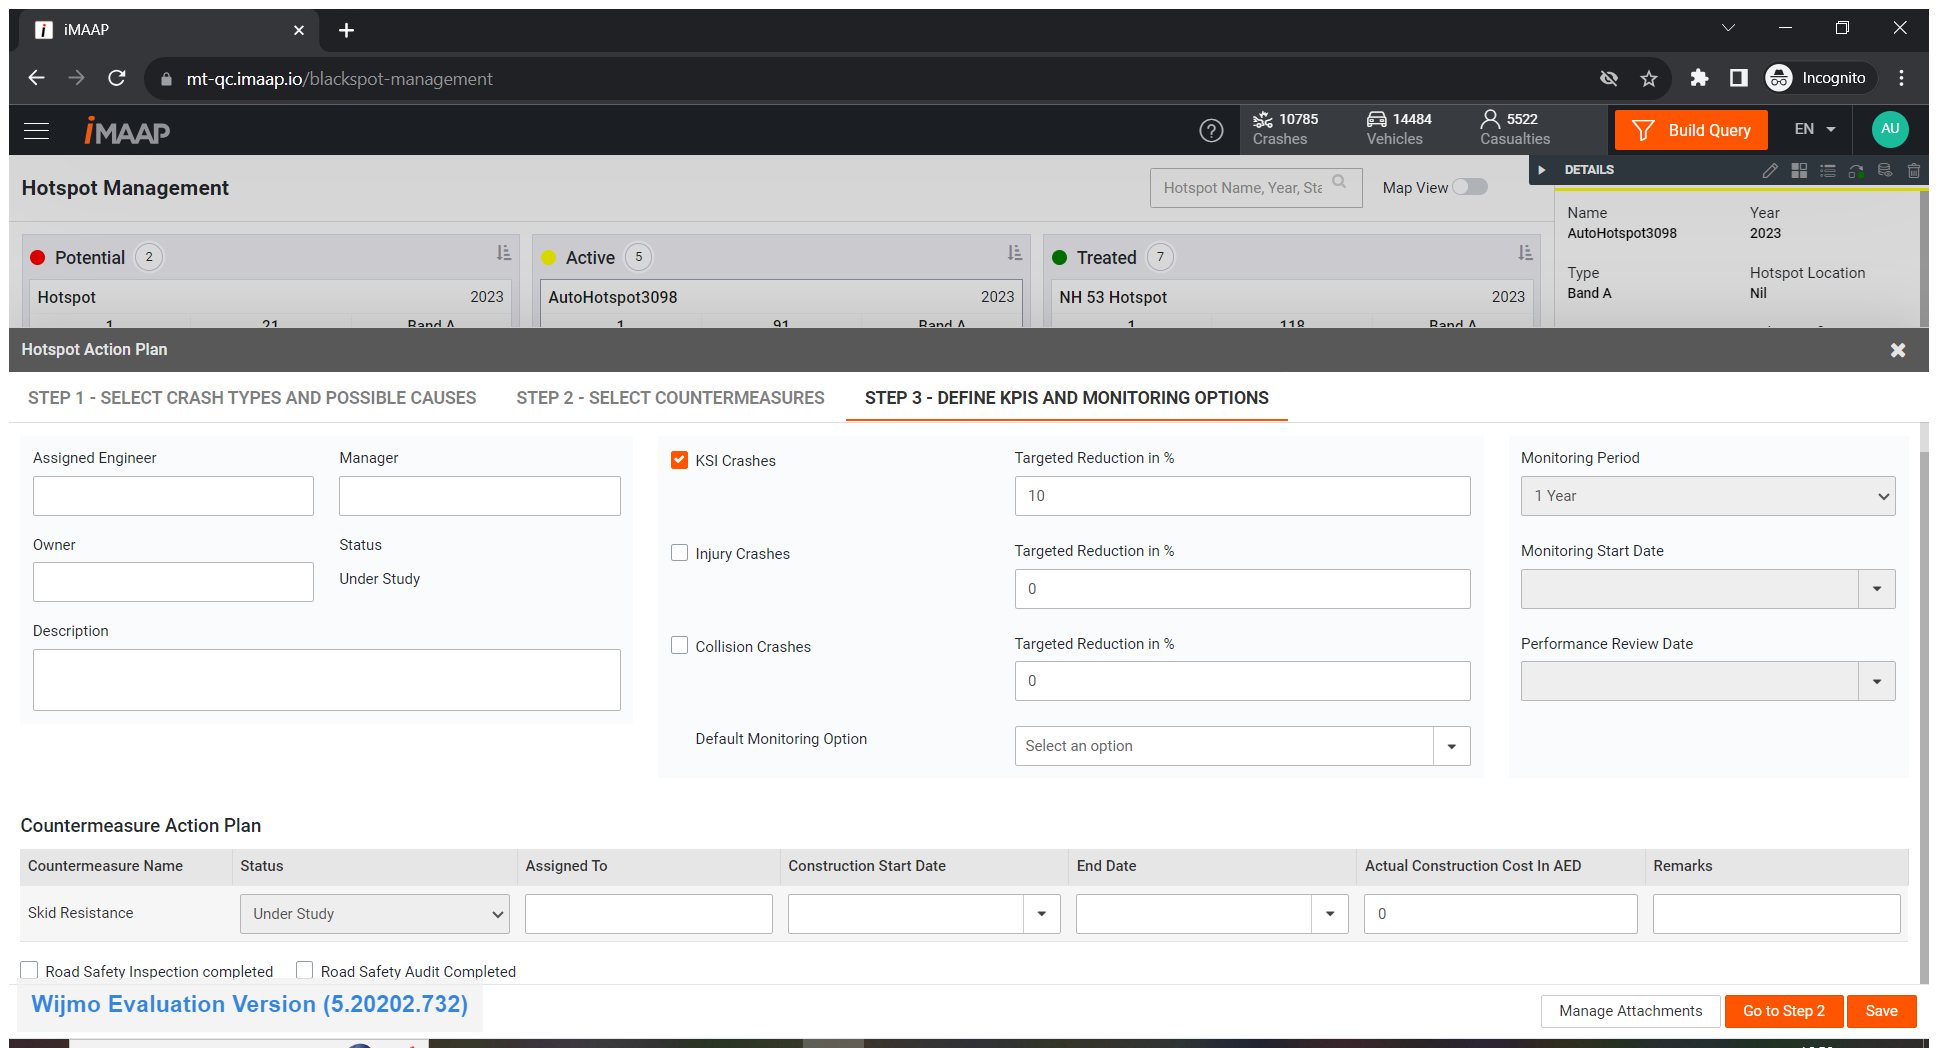 iMAAP
mt-qc.imaap.io/blackspot-management
Incognito
iMAAP
10785 Crashes
14484 Vehicles
5522 Casualties
Build Query
EN
AU
Hotspot Management
Hotspot Name, Year, Sta
Map View
DETAILS
Name
Year
AutoHotspot3098
2023
Type
Hotspot Location
Band A
Nil
Potential 2
Active 5
Treated 7
Hotspot 2023
AutoHotspot3098 2023
NH 53 Hotspot 2023
1 21 Band A
1 91 Band A
1 118 Band A
Hotspot Action Plan
STEP 1 - SELECT CRASH TYPES AND POSSIBLE CAUSES
STEP 2 - SELECT COUNTERMEASURES
STEP 3 - DEFINE KPIS AND MONITORING OPTIONS
Assigned Engineer
Manager
Owner
Status
Under Study
Description
KSI Crashes
Targeted Reduction in %
10
Injury Crashes
Targeted Reduction in %
0
Collision Crashes
Targeted Reduction in %
0
Default Monitoring Option
Select an option
Monitoring Period
1 Year
Monitoring Start Date
Performance Review Date
Countermeasure Action Plan
Countermeasure Name Status Assigned To Construction Start Date End Date Actual Construction Cost In AED Remarks
Skid Resistance Under Study 0
Road Safety Inspection completed Road Safety Audit Completed
Wijmo Evaluation Version (5.20202.732)
Manage Attachments
Go to Step 2
Save